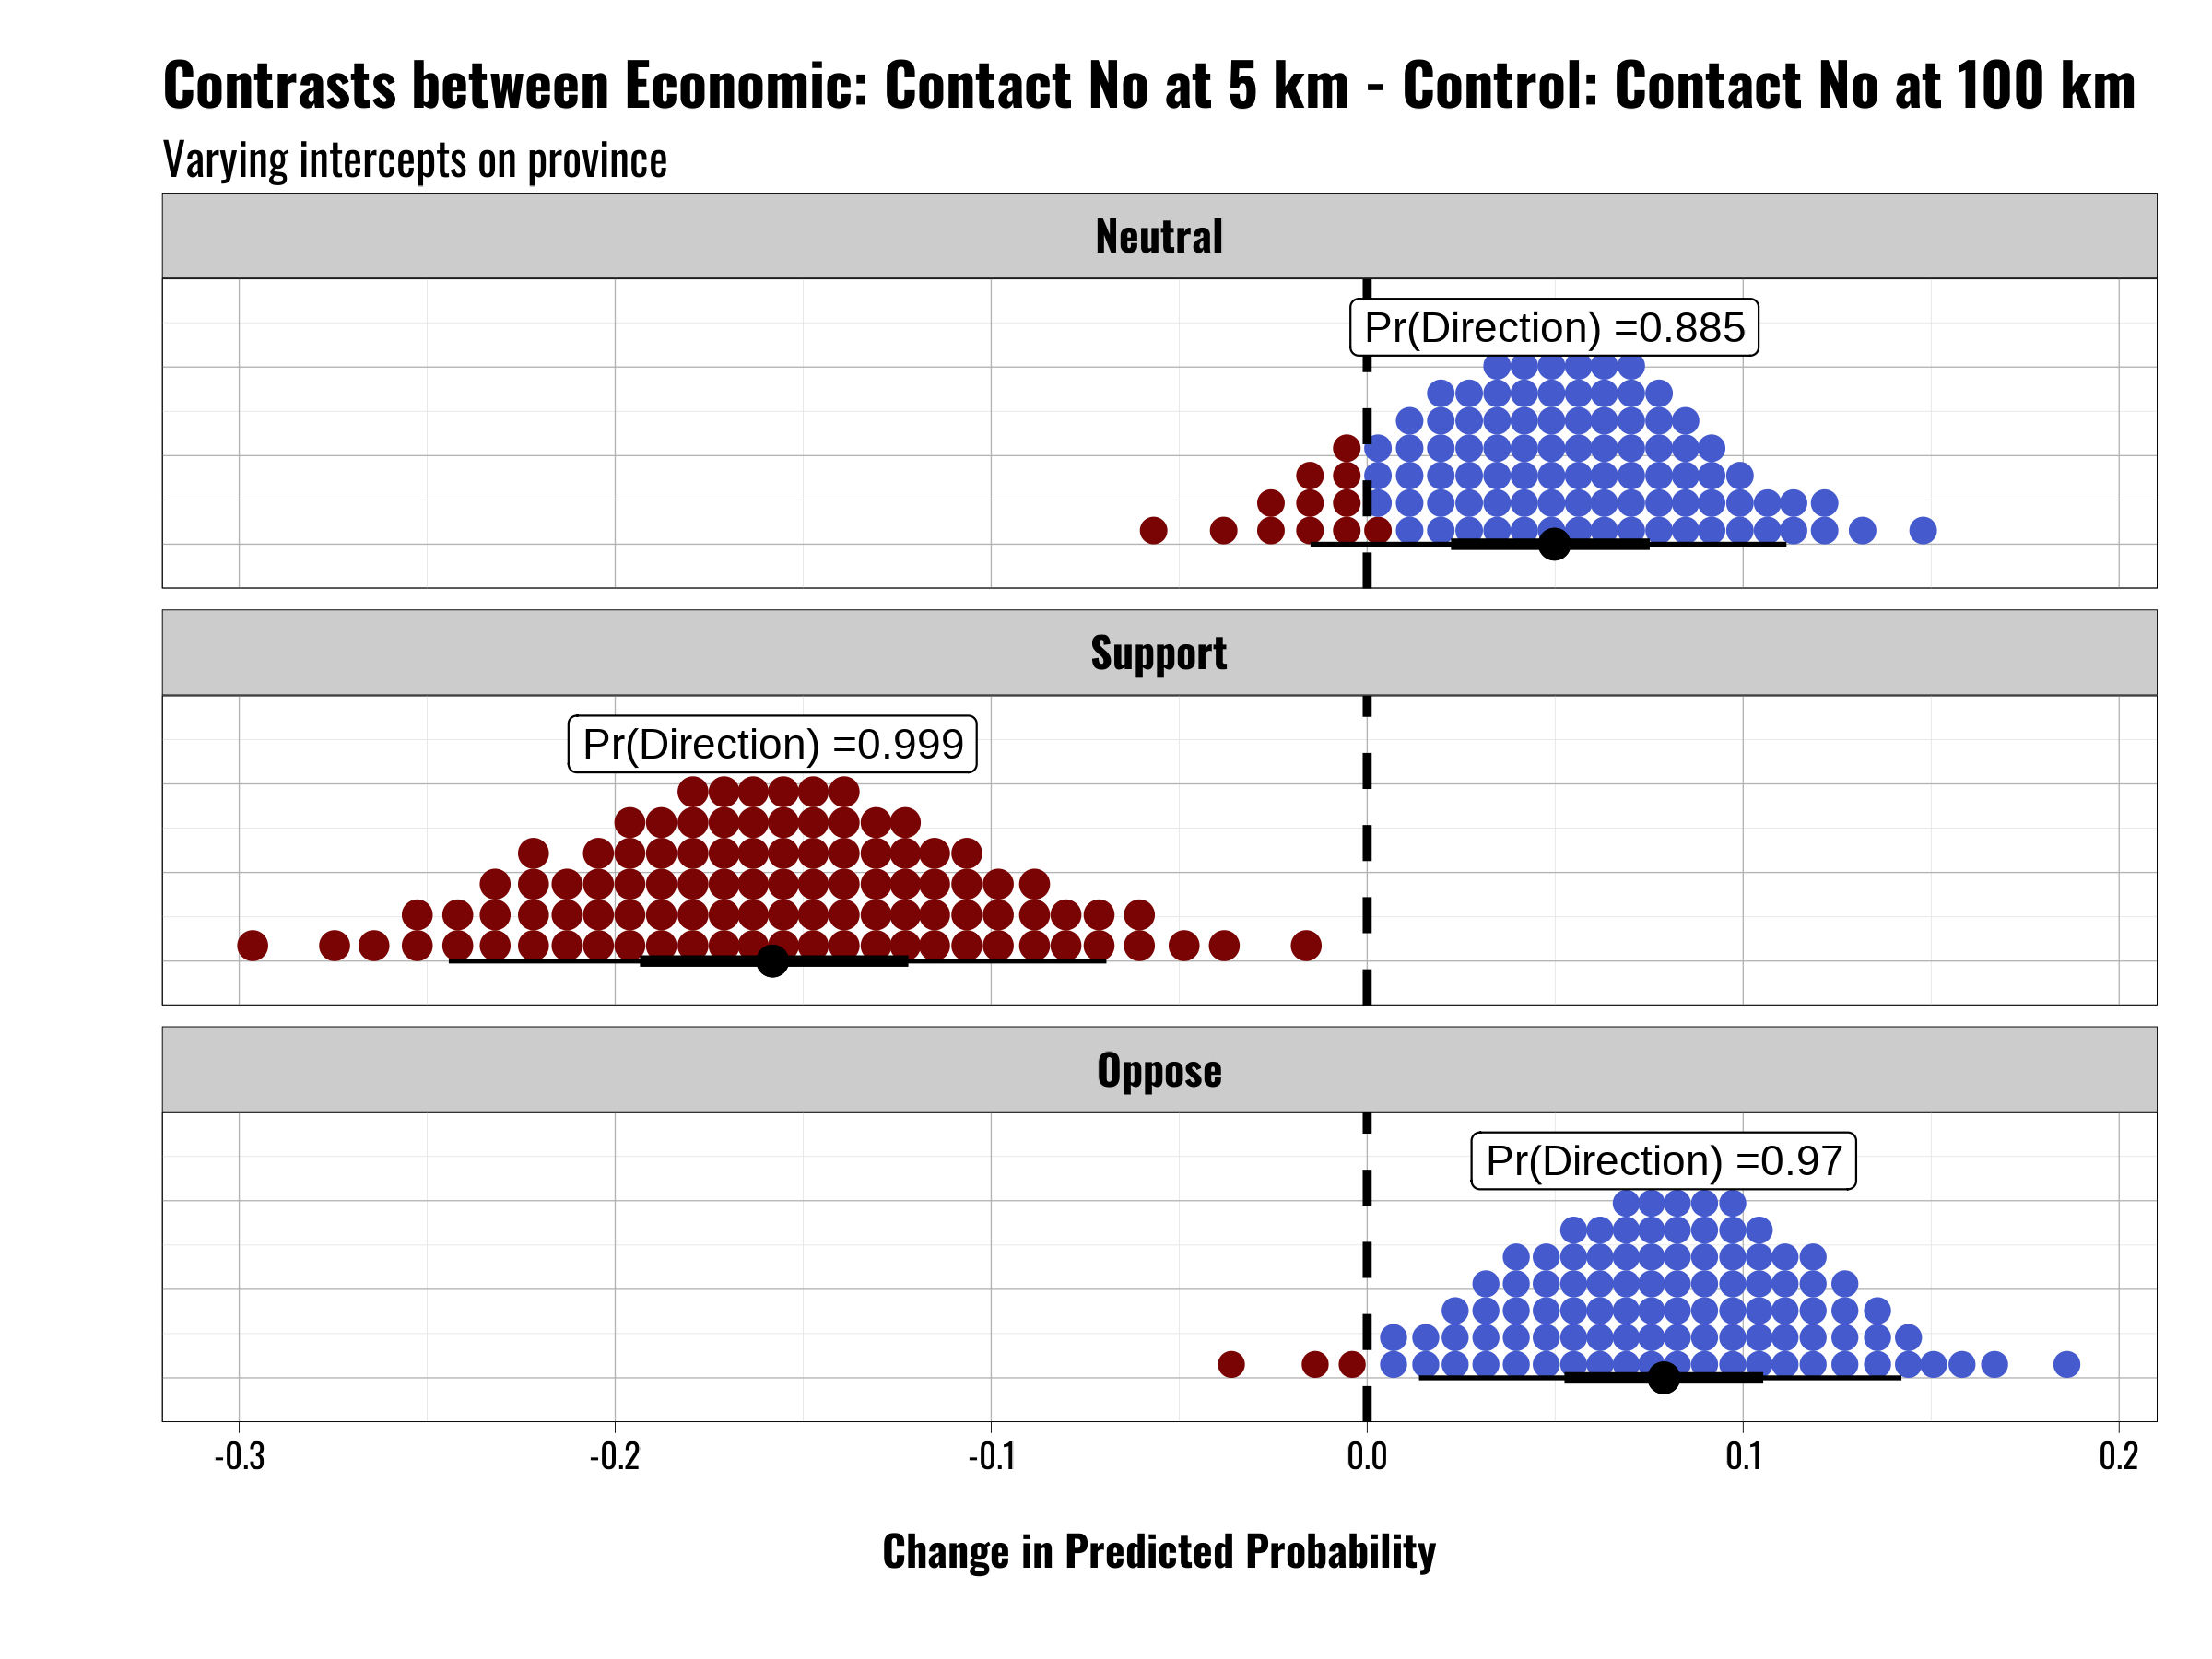 Contrasts between Economic: Contact No at 5 km - Control: Contact No at 100 km
Varying intercepts on province
Neutral
Pr(Direction) =0.885
Support
Pr(Direction) =0.999
Oppose
Pr(Direction) =0.97
-0.3 -0.2 -0.1 0.0 0.1 0.2
Change in Predicted Probability